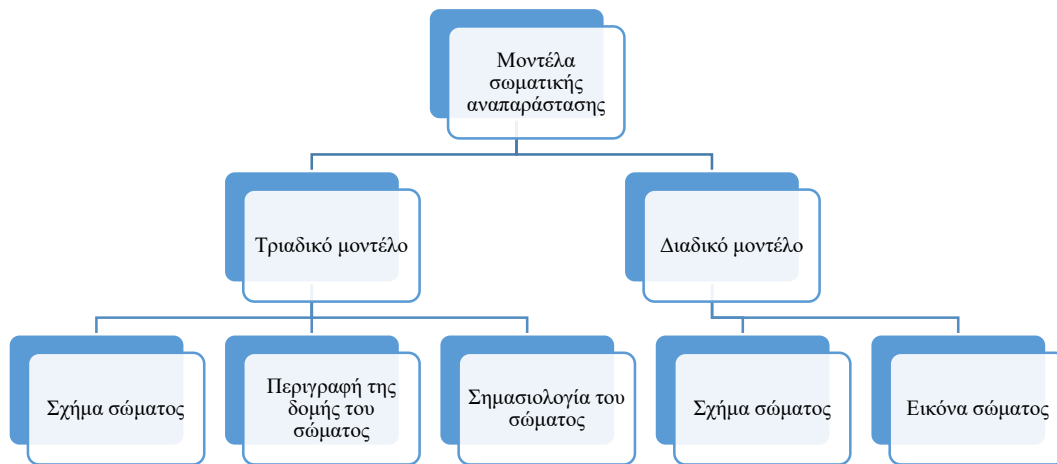 Μοντέλα
σωματικής
αναπαράστασης
Τριαδικό μοντέλο
Διαδικό μοντέλο
Σχήμα σώματος
Περιγραφή της
δομής του
σώματος
Σημασιολογία του
σώματος
Σχήμα σώματος
Εικόνα σώματος